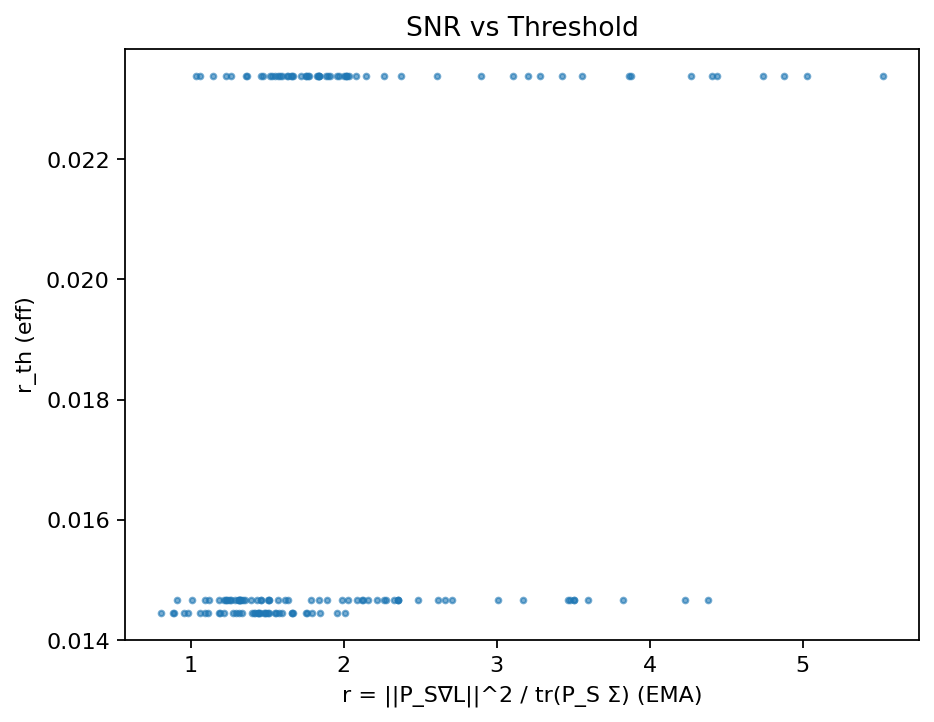 SNR vs Threshold
0.022
0.020
0.018
0.016
0.014
r_th (eff)
1 2 3 4 5
r = ||P_S∇L||^2 / tr(P_S Σ) (EMA)